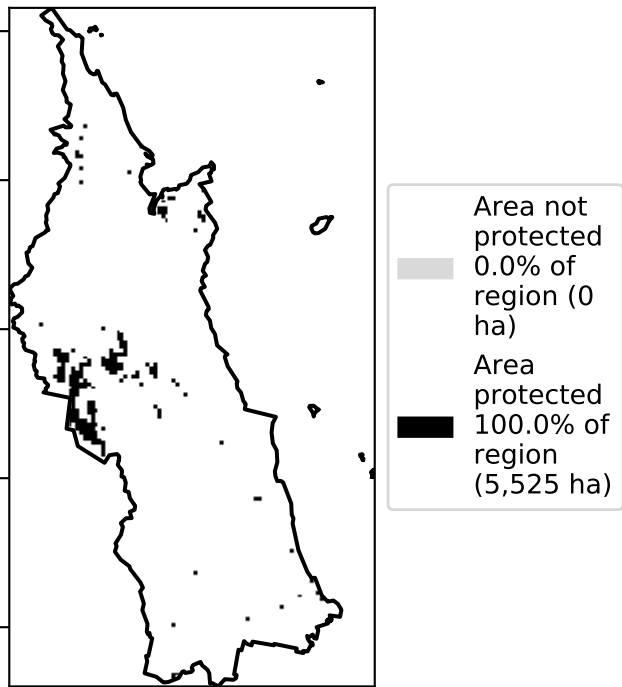 Area not
protected
0.0% of
region (0
ha)
Area
protected
100.0% of
region
(5,525 ha)